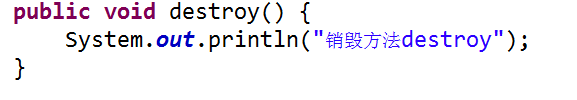 public void destroy() {
    System.out.println("销毁方法destroy");
}